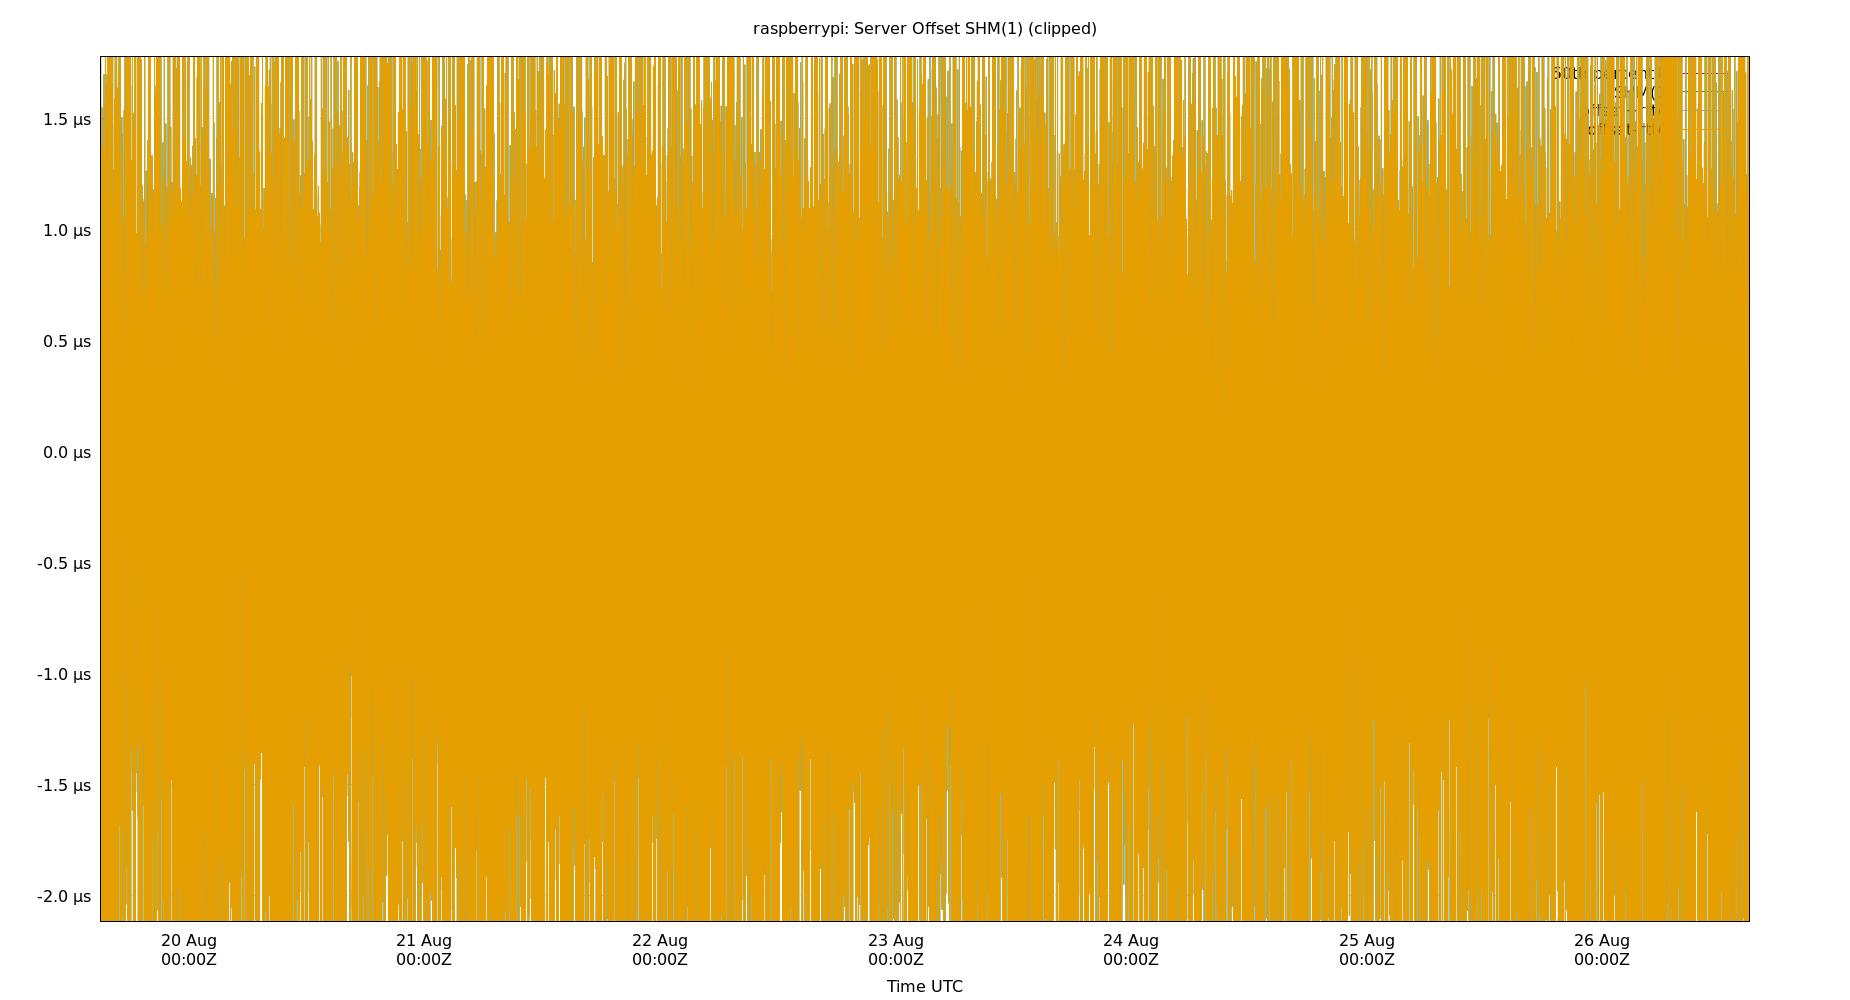 raspberrypi: Server Offset SHM(1) (clipped)
1.5 µs
1.0 µs
0.5 µs
0.0 µs
-0.5 µs
-1.0 µs
-1.5 µs
-2.0 µs
20 Aug 21 Aug 22 Aug 23 Aug 24 Aug 25 Aug 26 Aug
00:00Z 00:00Z 00:00Z 00:00Z 00:00Z 00:00Z 00:00Z
Time UTC